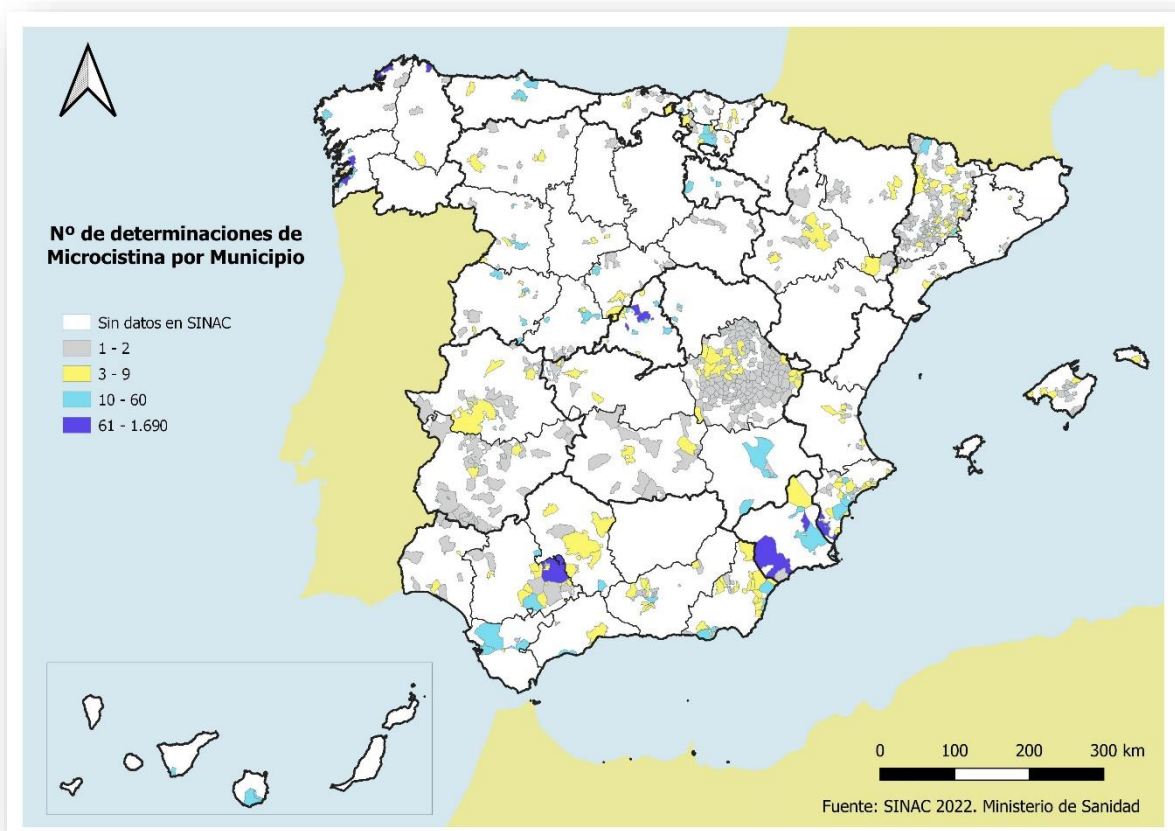 Nº de determinaciones de
Microcistina por Municipio
Sin datos en SINAC
1 - 2
3 - 9
10 - 60
61 - 1.690
0 100 200 300 km
Fuente: SINAC 2022. Ministerio de Sanidad